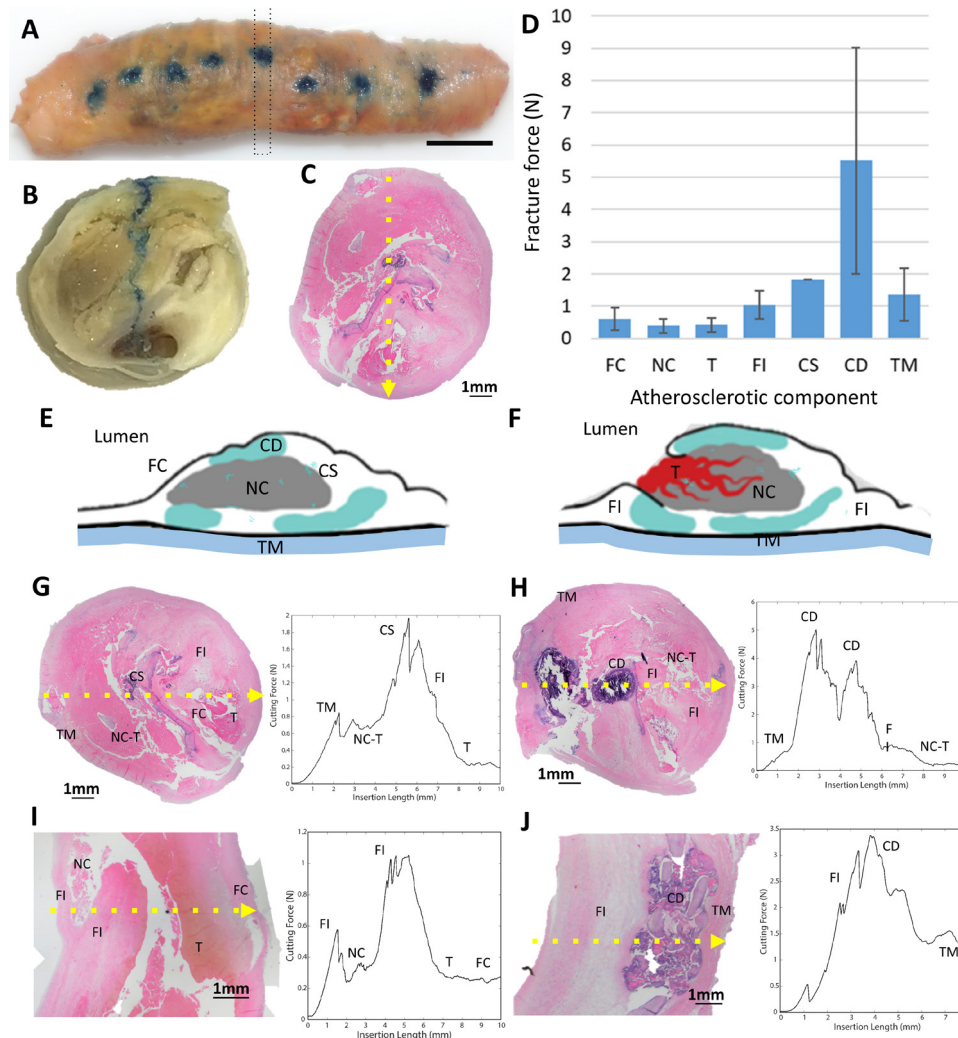 A
B
C
1mm
D
Fracture force (N)
10
9
8
7
6
5
4
3
2
1
0
FC NC T FI CS CD TM
Atherosclerotic component
E
Lumen
FC
CD
CS
NC
TM
F
Lumen
T
NC
FI
FI
TM
G
FI
CS
FC
T
NC-T
TM
1mm
Cutting Force (N)
2
1.8
1.6
1.4
1.2
1
0.8
0.6
0.4
0.2
0
CS
TM
FI
NC-T
T
0 1 2 3 4 5 6 7 8 9 10
Insertion Length (mm)
H
TM
NC-T
CD
FI
FI
1mm
Cutting Force (N)
6
5
4
3
2
1
0
CD
CD
TM
F
NC-T
0 1 2 3 4 5 6 7 8 9
Insertion Length (mm)
I
NC
FI
FC
FI
T
1mm
Cutting Force (N)
1.2
1
0.8
0.6
0.4
0.2
0
FI
FI
NC
T
FC
0 1 2 3 4 5 6 7 8 9 10
Insertion Length (mm)
J
CD
FI
TM
1mm
Cutting Force (N)
3.5
3
2.5
2
1.5
1
0.5
0
CD
FI
TM
0 1 2 3 4 5 6 7
Insertion Length (mm)